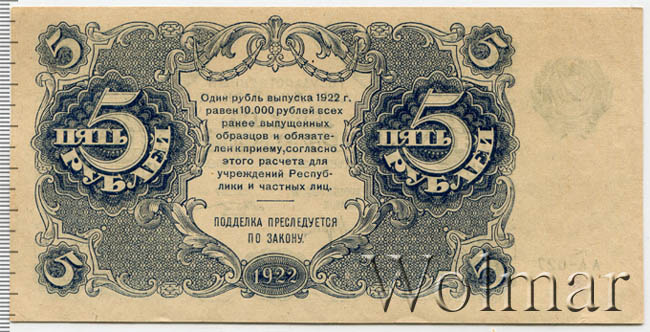 5 5
Один рубль выпуска 1922 г.
равен 10.000 рублей всех
ранее выпущенных
образцов и обязате-
лен к приему, согласно
этого расчета для
учреждений Респуб-
лики и частных лиц.
5 ПЯТЬ РУБЛЕЙ
5 ПЯТЬ РУБЛЕЙ
ПОДДЕЛКА ПРЕСЛЕДУЕТСЯ
ПО ЗАКОНУ.
5 1922 5
Wolmar